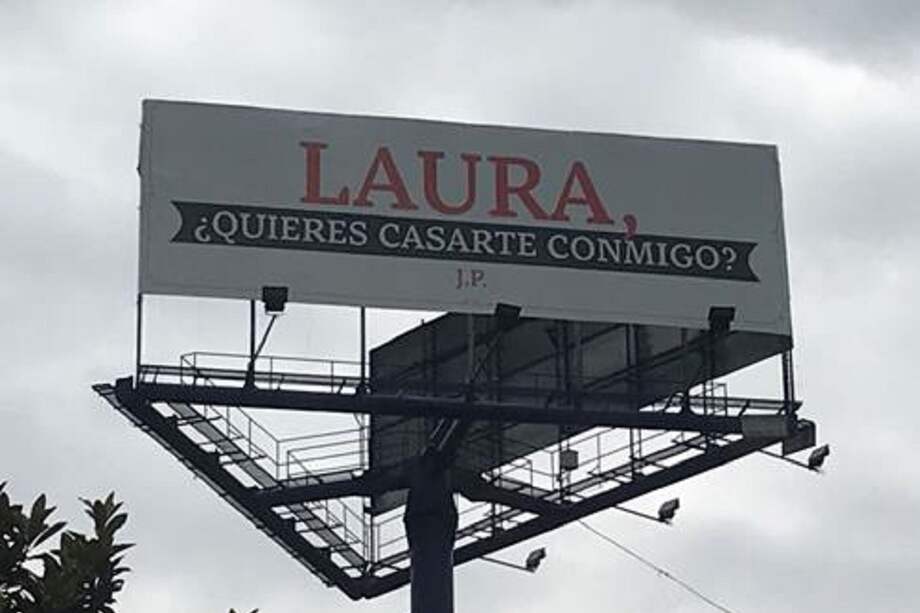 LAURA,
¿QUIERES CASARTE CONMIGO?
J.P.